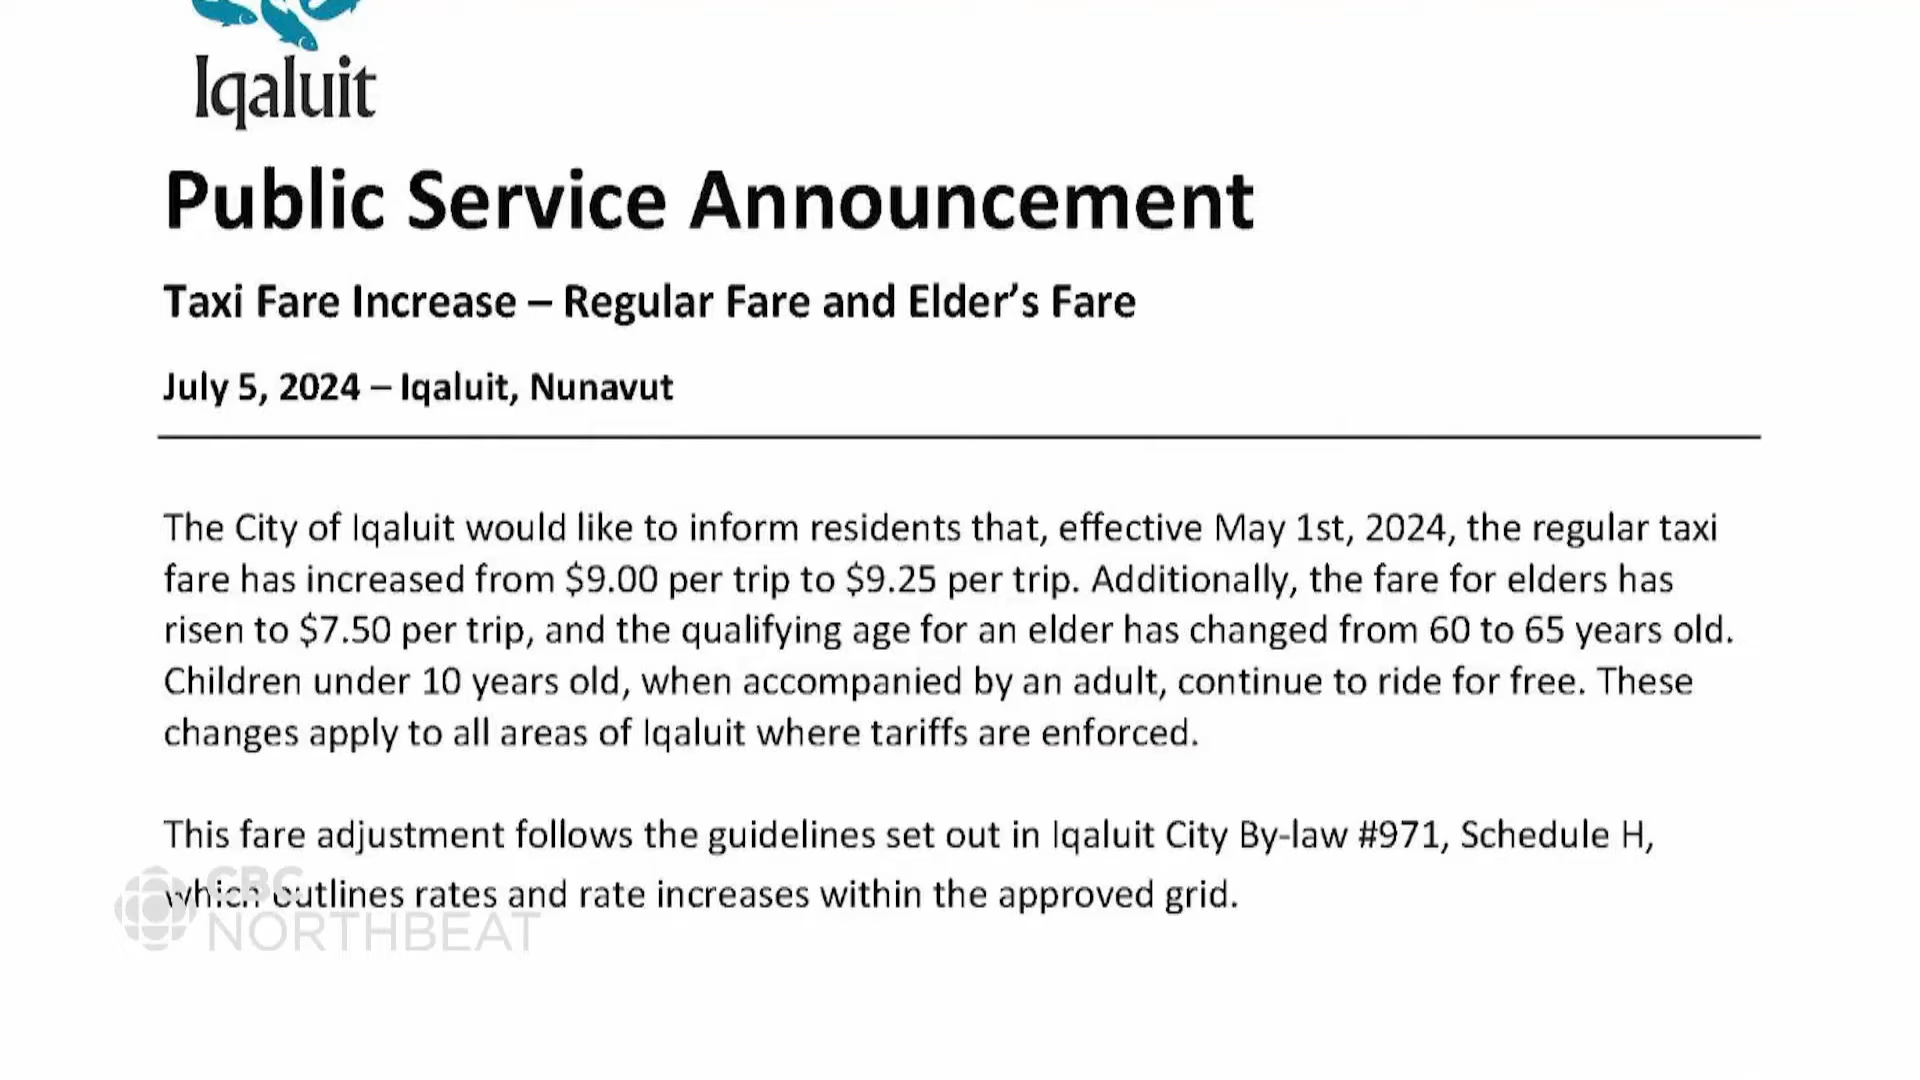 Iqaluit
Public Service Announcement
Taxi Fare Increase – Regular Fare and Elder’s Fare
July 5, 2024 – Iqaluit, Nunavut
The City of Iqaluit would like to inform residents that, effective May 1st, 2024, the regular taxi
fare has increased from $9.00 per trip to $9.25 per trip. Additionally, the fare for elders has
risen to $7.50 per trip, and the qualifying age for an elder has changed from 60 to 65 years old.
Children under 10 years old, when accompanied by an adult, continue to ride for free. These
changes apply to all areas of Iqaluit where tariffs are enforced.
This fare adjustment follows the guidelines set out in Iqaluit City By-law #971, Schedule H,
which outlines rates and rate increases within the approved grid.
CBC
NORTHBEAT